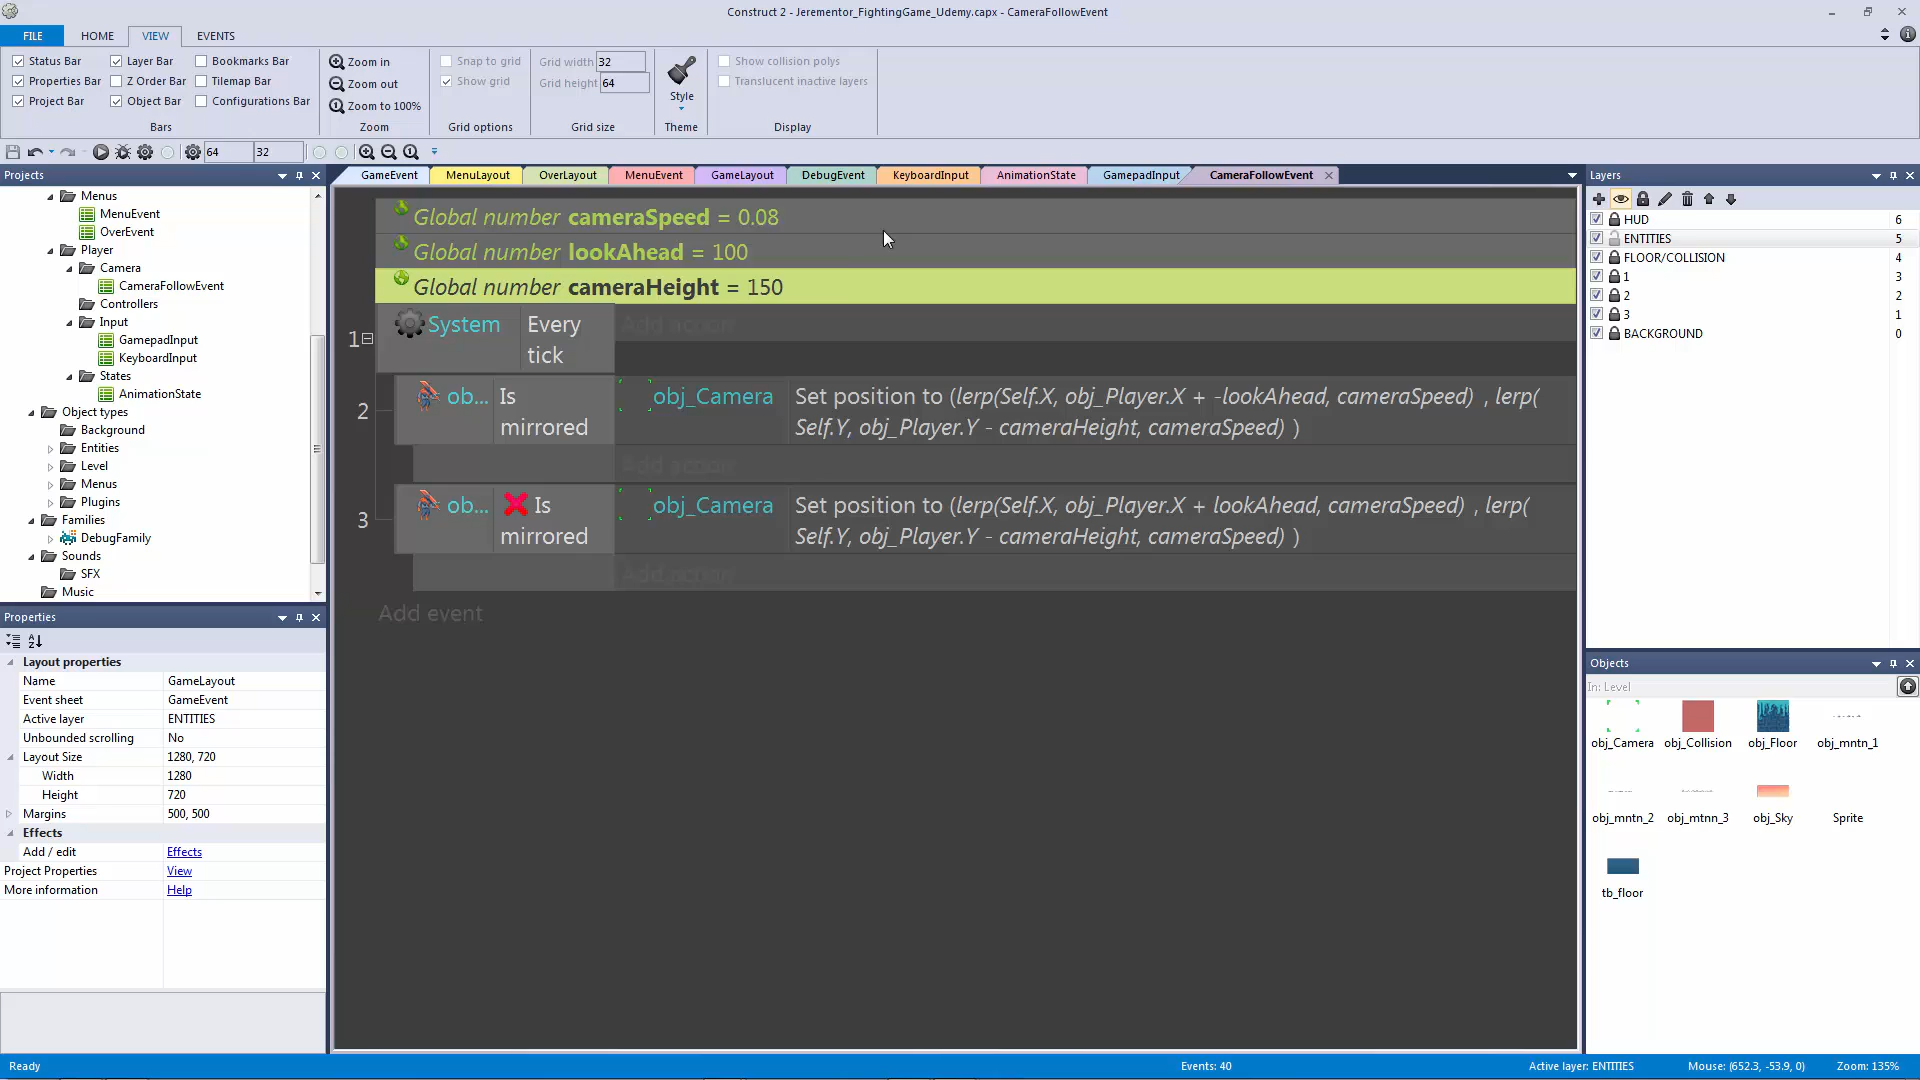 Construct 2 - Jerementor_FightingGame_Udemy.capx - CameraFollowEvent
FILE HOME VIEW EVENTS
Status Bar Layer Bar Bookmarks Bar Zoom in Snap to grid Grid width 32 Show collision polys
Properties Bar Z Order Bar Tilemap Bar Zoom out Show grid Grid height 64 Style Translucent inactive layers
Project Bar Object Bar Configurations Bar Zoom to 100%
Zoom Grid options Grid size Theme Display
Bars
64 32
Projects
Menus
MenuEvent
OverEvent
Player
Camera
CameraFollowEvent
Controllers
Input
GamepadInput
KeyboardInput
States
AnimationState
Object types
Background
Entities
Level
Menus
Plugins
Families
DebugFamily
Sounds
SFX
Music
Properties
Layout properties
Name GameLayout
Event sheet GameEvent
Active layer ENTITIES
Unbounded scrolling No
Layout Size 1280, 720
Width 1280
Height 720
Margins 500, 500
Effects
Add / edit Effects
Project Properties View
More information Help
GameEvent MenuLayout OverLayout MenuEvent GameLayout DebugEvent KeyboardInput AnimationState GamepadInput CameraFollowEvent
Global number cameraSpeed = 0.08
Global number lookAhead = 100
Global number cameraHeight = 150
1 System Every tick Add action
2 ob... Is mirrored obj_Camera Set position to (lerp(Self.X, obj_Player.X + -lookAhead, cameraSpeed) , lerp(
Self.Y, obj_Player.Y - cameraHeight, cameraSpeed) )
Add action
3 ob... Is mirrored obj_Camera Set position to (lerp(Self.X, obj_Player.X + lookAhead, cameraSpeed) , lerp(
Self.Y, obj_Player.Y - cameraHeight, cameraSpeed) )
Add action
Add event
Layers
HUD 6
ENTITIES 5
FLOOR/COLLISION 4
1 3
2 2
3 1
BACKGROUND 0
Objects
In: Level
obj_Camera obj_Collision obj_Floor obj_mntn_1
obj_mntn_2 obj_mtnn_3 obj_Sky Sprite
tb_floor
Ready Events: 40 Active layer: ENTITIES Mouse: (652.3, -53.9, 0) Zoom: 135%